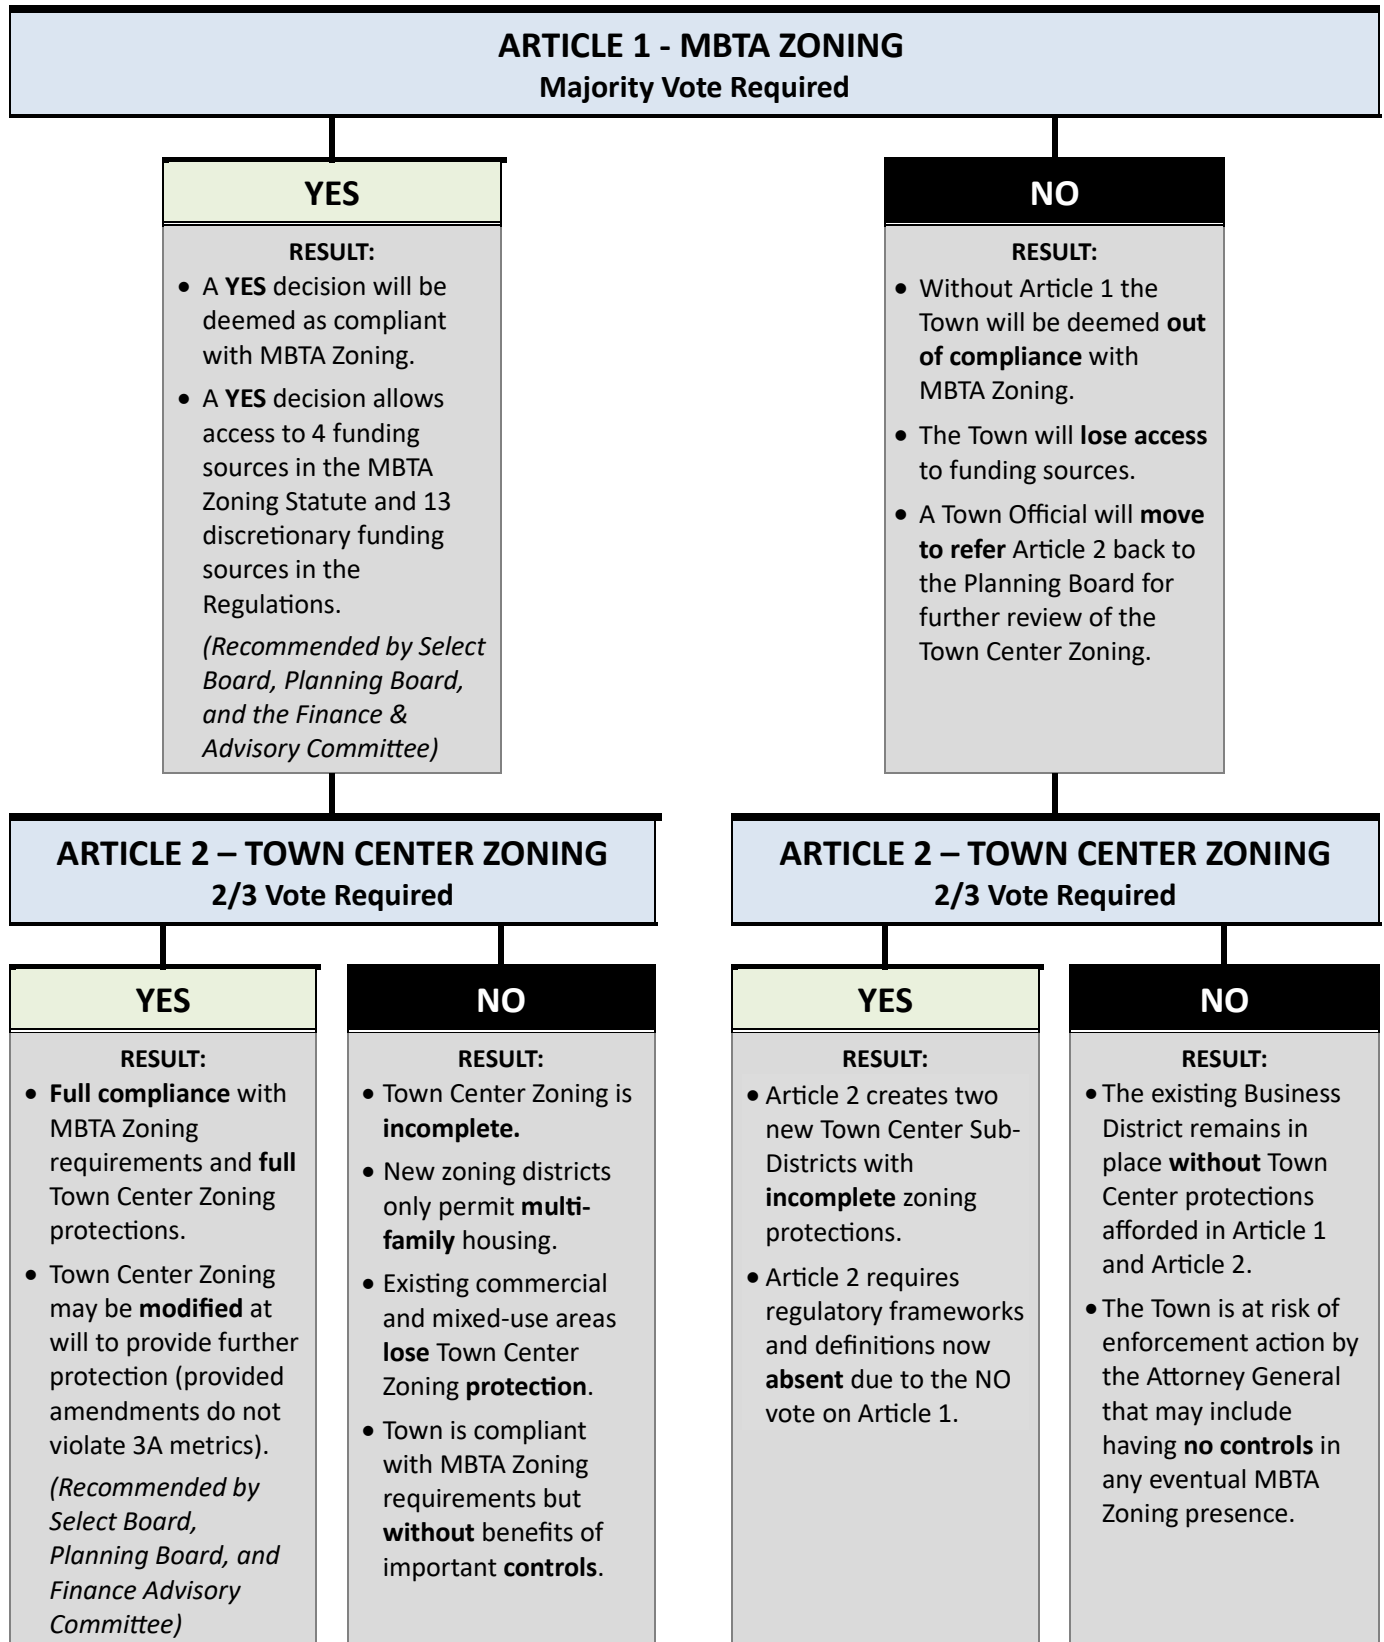 ARTICLE 1 - MBTA ZONING
Majority Vote Required
YES
RESULT:
• A YES decision will be
deemed as compliant
with MBTA Zoning.
• A YES decision allows
access to 4 funding
sources in the MBTA
Zoning Statute and 13
discretionary funding
sources in the
Regulations.
(Recommended by Select
Board, Planning Board,
and the Finance &
Advisory Committee)
NO
RESULT:
• Without Article 1 the
Town will be deemed out
of compliance with
MBTA Zoning.
• The Town will lose access
to funding sources.
• A Town Official will move
to refer Article 2 back to
the Planning Board for
further review of the
Town Center Zoning.
ARTICLE 2 – TOWN CENTER ZONING
2/3 Vote Required
YES
RESULT:
• Full compliance with
MBTA Zoning
requirements and full
Town Center Zoning
protections.
• Town Center Zoning
may be modified at
will to provide further
protection (provided
amendments do not
violate 3A metrics).
(Recommended by
Select Board,
Planning Board, and
Finance Advisory
Committee)
NO
RESULT:
• Town Center Zoning is
incomplete.
• New zoning districts
only permit multi-
family housing.
• Existing commercial
and mixed-use areas
lose Town Center
Zoning protection.
• Town is compliant
with MBTA Zoning
requirements but
without benefits of
important controls.
ARTICLE 2 – TOWN CENTER ZONING
2/3 Vote Required
YES
RESULT:
• Article 2 creates two
new Town Center Sub-
Districts with
incomplete zoning
protections.
• Article 2 requires
regulatory frameworks
and definitions now
absent due to the NO
vote on Article 1.
NO
RESULT:
• The existing Business
District remains in
place without Town
Center protections
afforded in Article 1
and Article 2.
• The Town is at risk of
enforcement action by
the Attorney General
that may include
having no controls in
any eventual MBTA
Zoning presence.